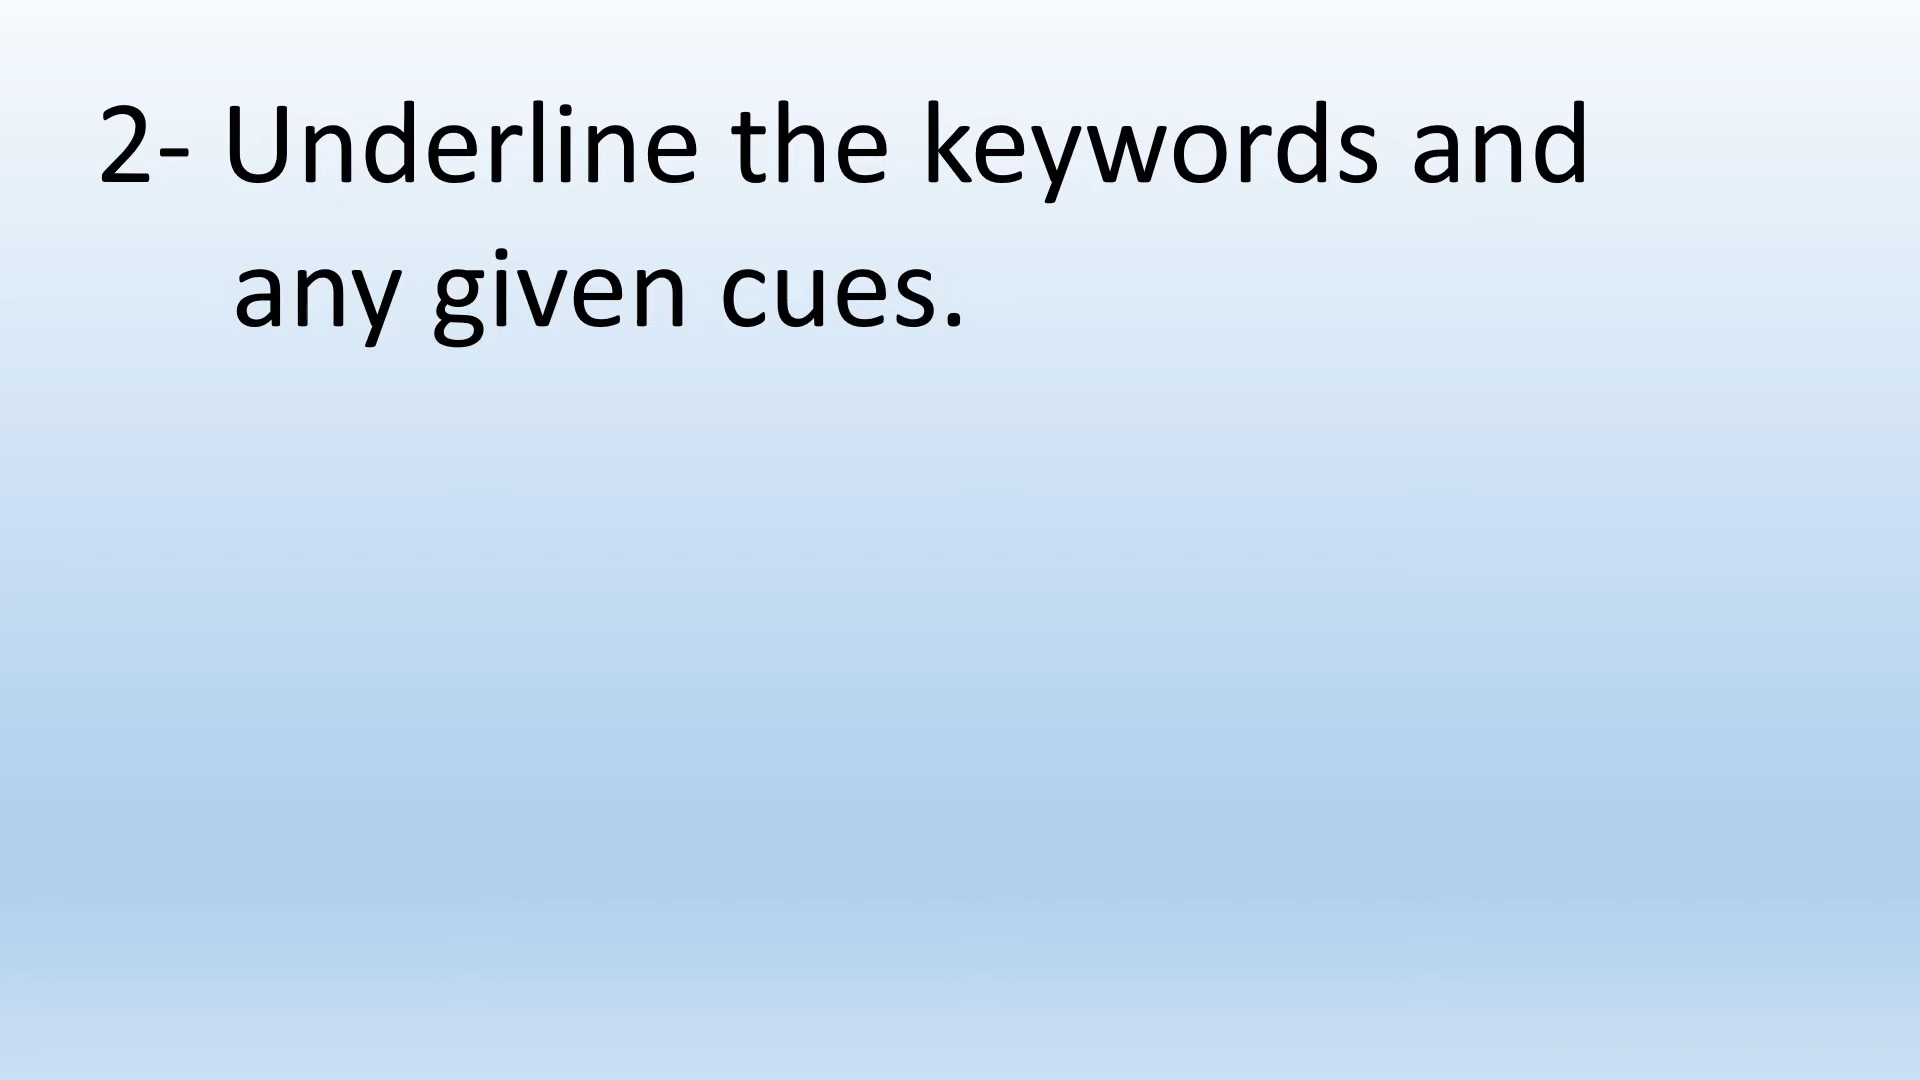 2- Underline the keywords and
any given cues.